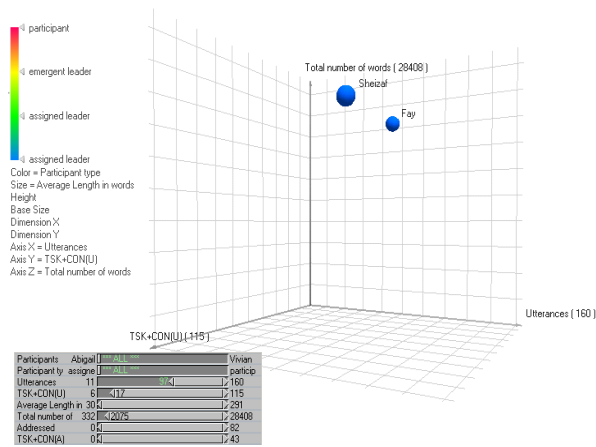 participant
emergent leader
assigned leader
assigned leader
Color = Participant type
Size = Average Length in words
Height
Base Size
Dimension X
Dimension Y
Axis X = Utterances
Axis Y = TSK+CON(U)
Axis Z = Total number of words
Total number of words ( 28408 )
Sheizaf
Fay
Utterances ( 160 )
TSK+CON(U) ( 115 )
Participants Abigail *** ALL *** Vivian
Participant ty assigne *** ALL *** particip
Utterances 11 97 160
TSK+CON(U) 6 17 115
Average Length in 30 291
Total number of 332 2075 28408
Addressed 0 82
TSK+CON(A) 0 43